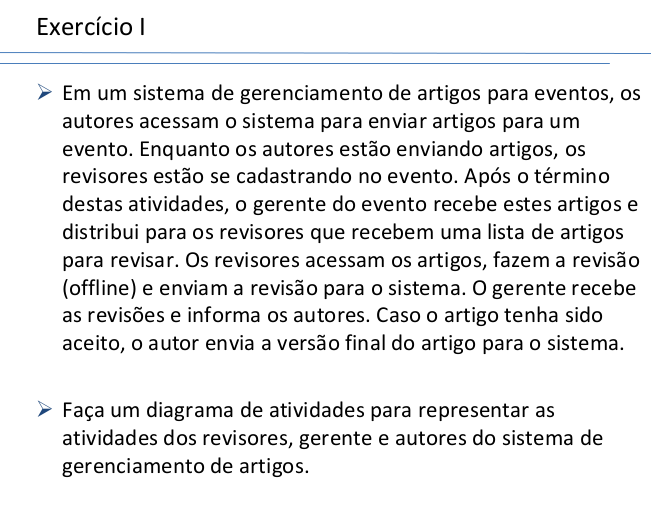 Exercício I
Em um sistema de gerenciamento de artigos para eventos, os
autores acessam o sistema para enviar artigos para um
evento. Enquanto os autores estão enviando artigos, os
revisores estão se cadastrando no evento. Após o término
destas atividades, o gerente do evento recebe estes artigos e
distribui para os revisores que recebem uma lista de artigos
para revisar. Os revisores acessam os artigos, fazem a revisão
(offline) e enviam a revisão para o sistema. O gerente recebe
as revisões e informa os autores. Caso o artigo tenha sido
aceito, o autor envia a versão final do artigo para o sistema.
Faça um diagrama de atividades para representar as
atividades dos revisores, gerente e autores do sistema de
gerenciamento de artigos.